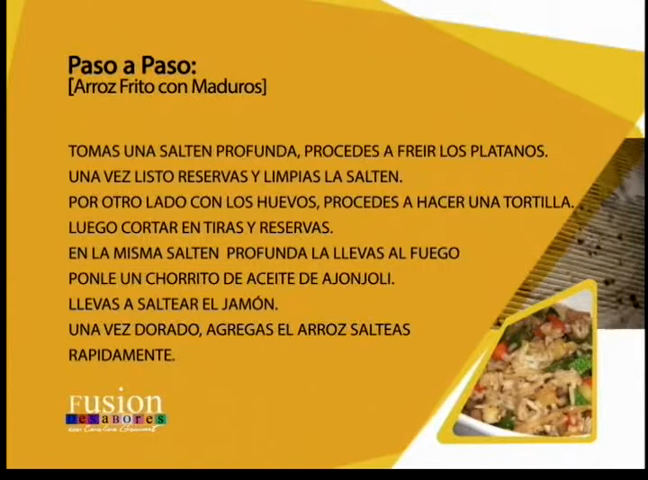 Paso a Paso:
[Arroz Frito con Maduros]
TOMAS UNA SALTEN PROFUNDA, PROCEDES A FREIR LOS PLATANOS.
UNA VEZ LISTO RESERVAS Y LIMPIAS LA SALTEN.
POR OTRO LADO CON LOS HUEVOS, PROCEDES A HACER UNA TORTILLA.
LUEGO CORTAR EN TIRAS Y RESERVAS.
EN LA MISMA SALTEN PROFUNDA LA LLEVAS AL FUEGO
PONLE UN CHORRITO DE ACEITE DE AJONJOLI.
LLEVAS A SALTEAR EL JAMÓN.
UNA VEZ DORADO, AGREGAS EL ARROZ SALTEAS
RAPIDAMENTE.
FUsion
DESABORES
con Carolina